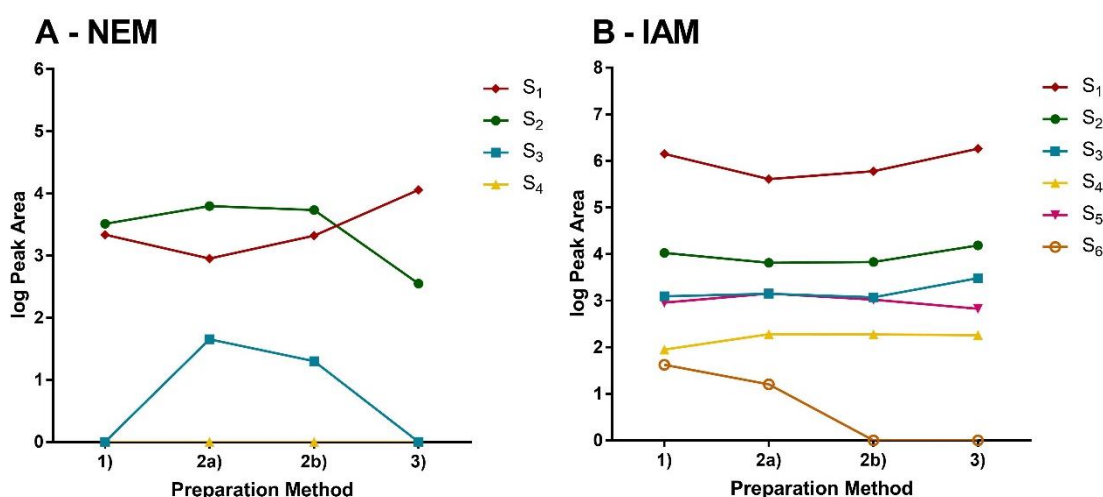 A - NEM
6
5
4
3
2
1
0
log Peak Area
1)
2a)
2b)
3)
Preparation Method
S1
S2
S3
S4
B - IAM
8
7
6
5
4
3
2
1
0
log Peak Area
1)
2a)
2b)
3)
Preparation Method
S1
S2
S3
S4
S5
S6